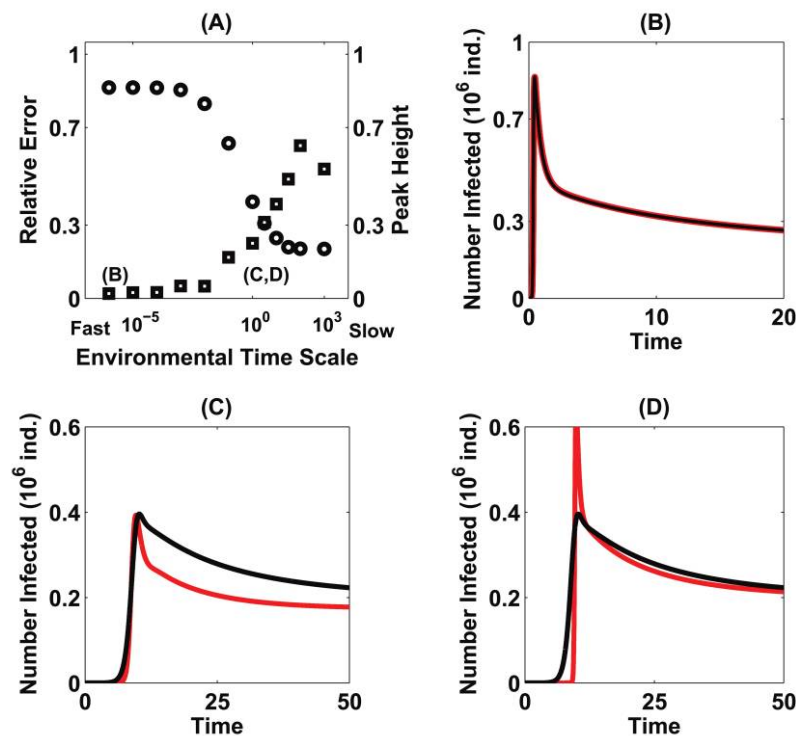 (A)
1
0.7
0.3
0
Relative Error
(B)
(C,D)
1
0.7
0.3
0
Peak Height
Fast 10⁻⁵ 10⁰ 10³ Slow
Environmental Time Scale
(B)
Number Infected (10⁶ ind.)
1
0.7
0.3
0
0 10 20
Time
(C)
Number Infected (10⁶ ind.)
0.6
0.4
0.2
0
0 25 50
Time
(D)
Number Infected (10⁶ ind.)
0.6
0.4
0.2
0
0 25 50
Time